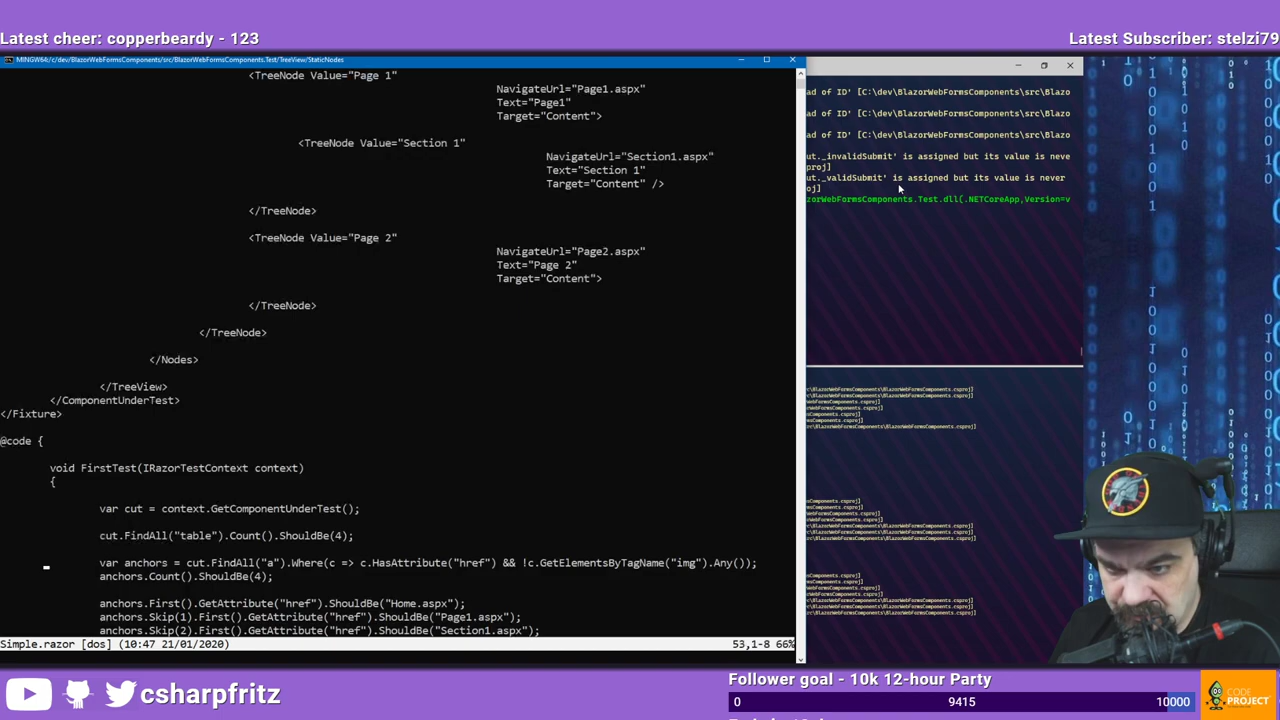 Latest cheer: copperbeardy - 123
Latest Subscriber: stelzi79
MINGW64:/c/dev/BlazorWebFormsComponents/src/BlazorWebFormsComponents.Test/TreeView/StaticNodes
<TreeNode Value="Page 1"
NavigateUrl="Page1.aspx"
Text="Page1"
Target="Content">
<TreeNode Value="Section 1"
NavigateUrl="Section1.aspx"
Text="Section 1"
Target="Content" />
</TreeNode>
<TreeNode Value="Page 2"
NavigateUrl="Page2.aspx"
Text="Page 2"
Target="Content">
</TreeNode>
</TreeNode>
</Nodes>
</TreeView>
</ComponentUnderTest>
</Fixture>
@code {
void FirstTest(IRazorTestContext context)
{
var cut = context.GetComponentUnderTest();
cut.FindAll("table").Count().ShouldBe(4);
var anchors = cut.FindAll("a").Where(c => c.HasAttribute("href") && !c.GetElementsByTagName("img").Any());
anchors.Count().ShouldBe(4);
anchors.First().GetAttribute("href").ShouldBe("Home.aspx");
anchors.Skip(1).First().GetAttribute("href").ShouldBe("Page1.aspx");
anchors.Skip(2).First().GetAttribute("href").ShouldBe("Section1.aspx");
Simple.razor [dos] (10:47 21/01/2020) 53,1-8 66%
ad of ID' [C:\dev\BlazorWebFormsComponents\src\Blazo
ad of ID' [C:\dev\BlazorWebFormsComponents\src\Blazo
ad of ID' [C:\dev\BlazorWebFormsComponents\src\Blazo
ut._invalidSubmit' is assigned but its value is neve
proj]
ut._validSubmit' is assigned but its value is never
oj]
azorWebFormsComponents.Test.dll(.NETCoreApp,Version=v
csharpfritz
Follower goal - 10k 12-hour Party
0 9415 10000
CODE
PROJECT